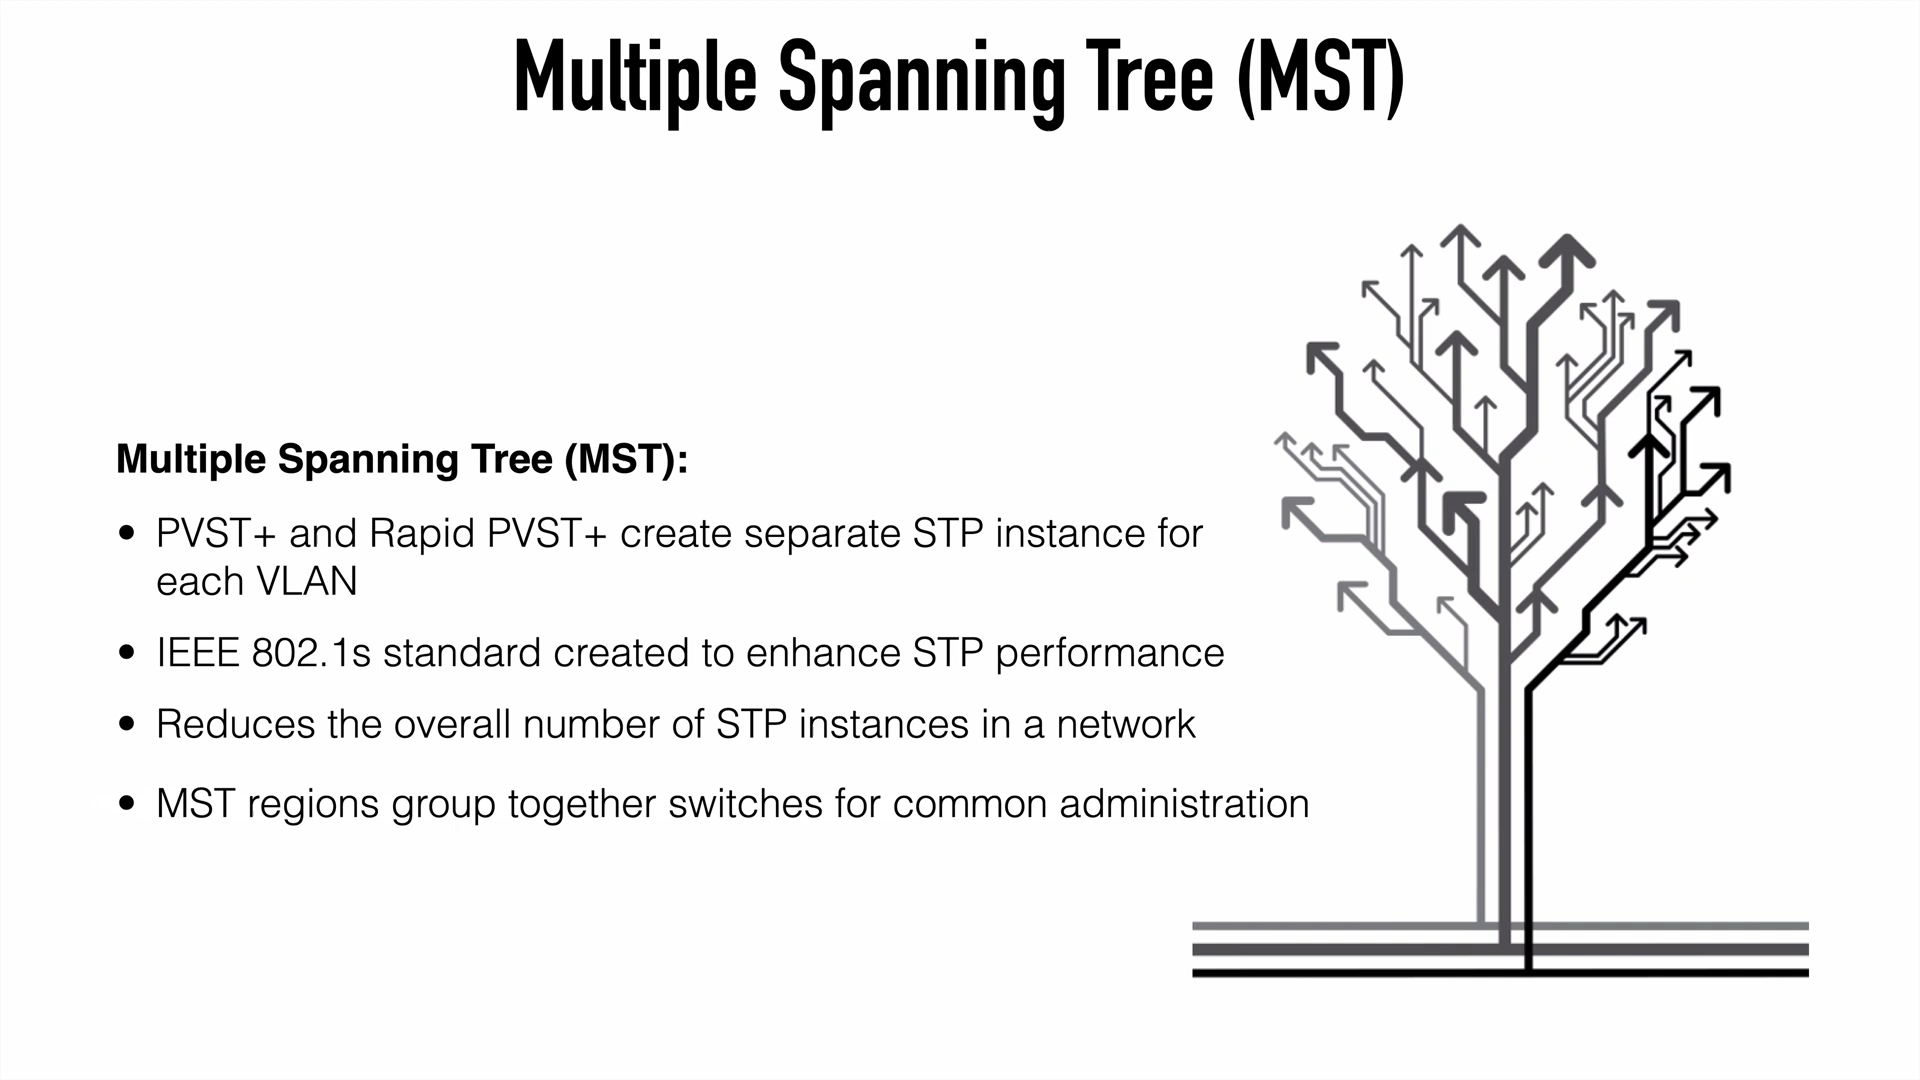 Multiple Spanning Tree (MST)
Multiple Spanning Tree (MST):
• PVST+ and Rapid PVST+ create separate STP instance for
each VLAN
• IEEE 802.1s standard created to enhance STP performance
• Reduces the overall number of STP instances in a network
• MST regions group together switches for common administration